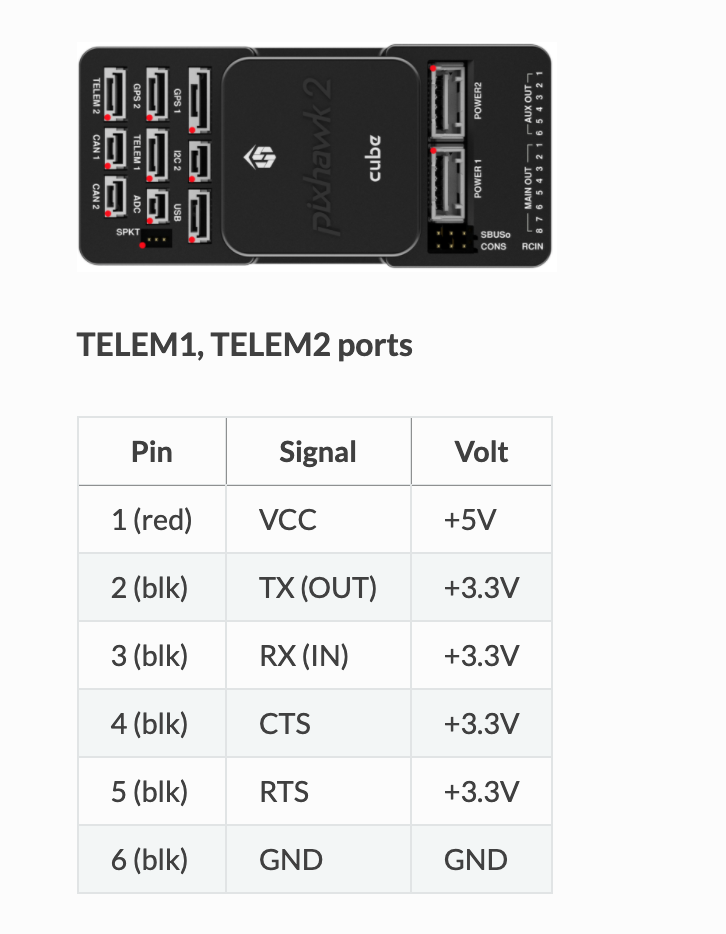 TELEM 2
GPS 2
GPS 1
CAN 1
TELEM 1
I2C 2
CAN 2
ADC
USB
SPKT
pixhawk 2
cube
POWER2
POWER 1
AUX OUT
6 5 4 3 2 1
MAIN OUT
8 7 6 5 4 3 2 1
SBUSo
CONS
RCIN
TELEM1, TELEM2 ports
Pin Signal Volt
1 (red) VCC +5V
2 (blk) TX (OUT) +3.3V
3 (blk) RX (IN) +3.3V
4 (blk) CTS +3.3V
5 (blk) RTS +3.3V
6 (blk) GND GND